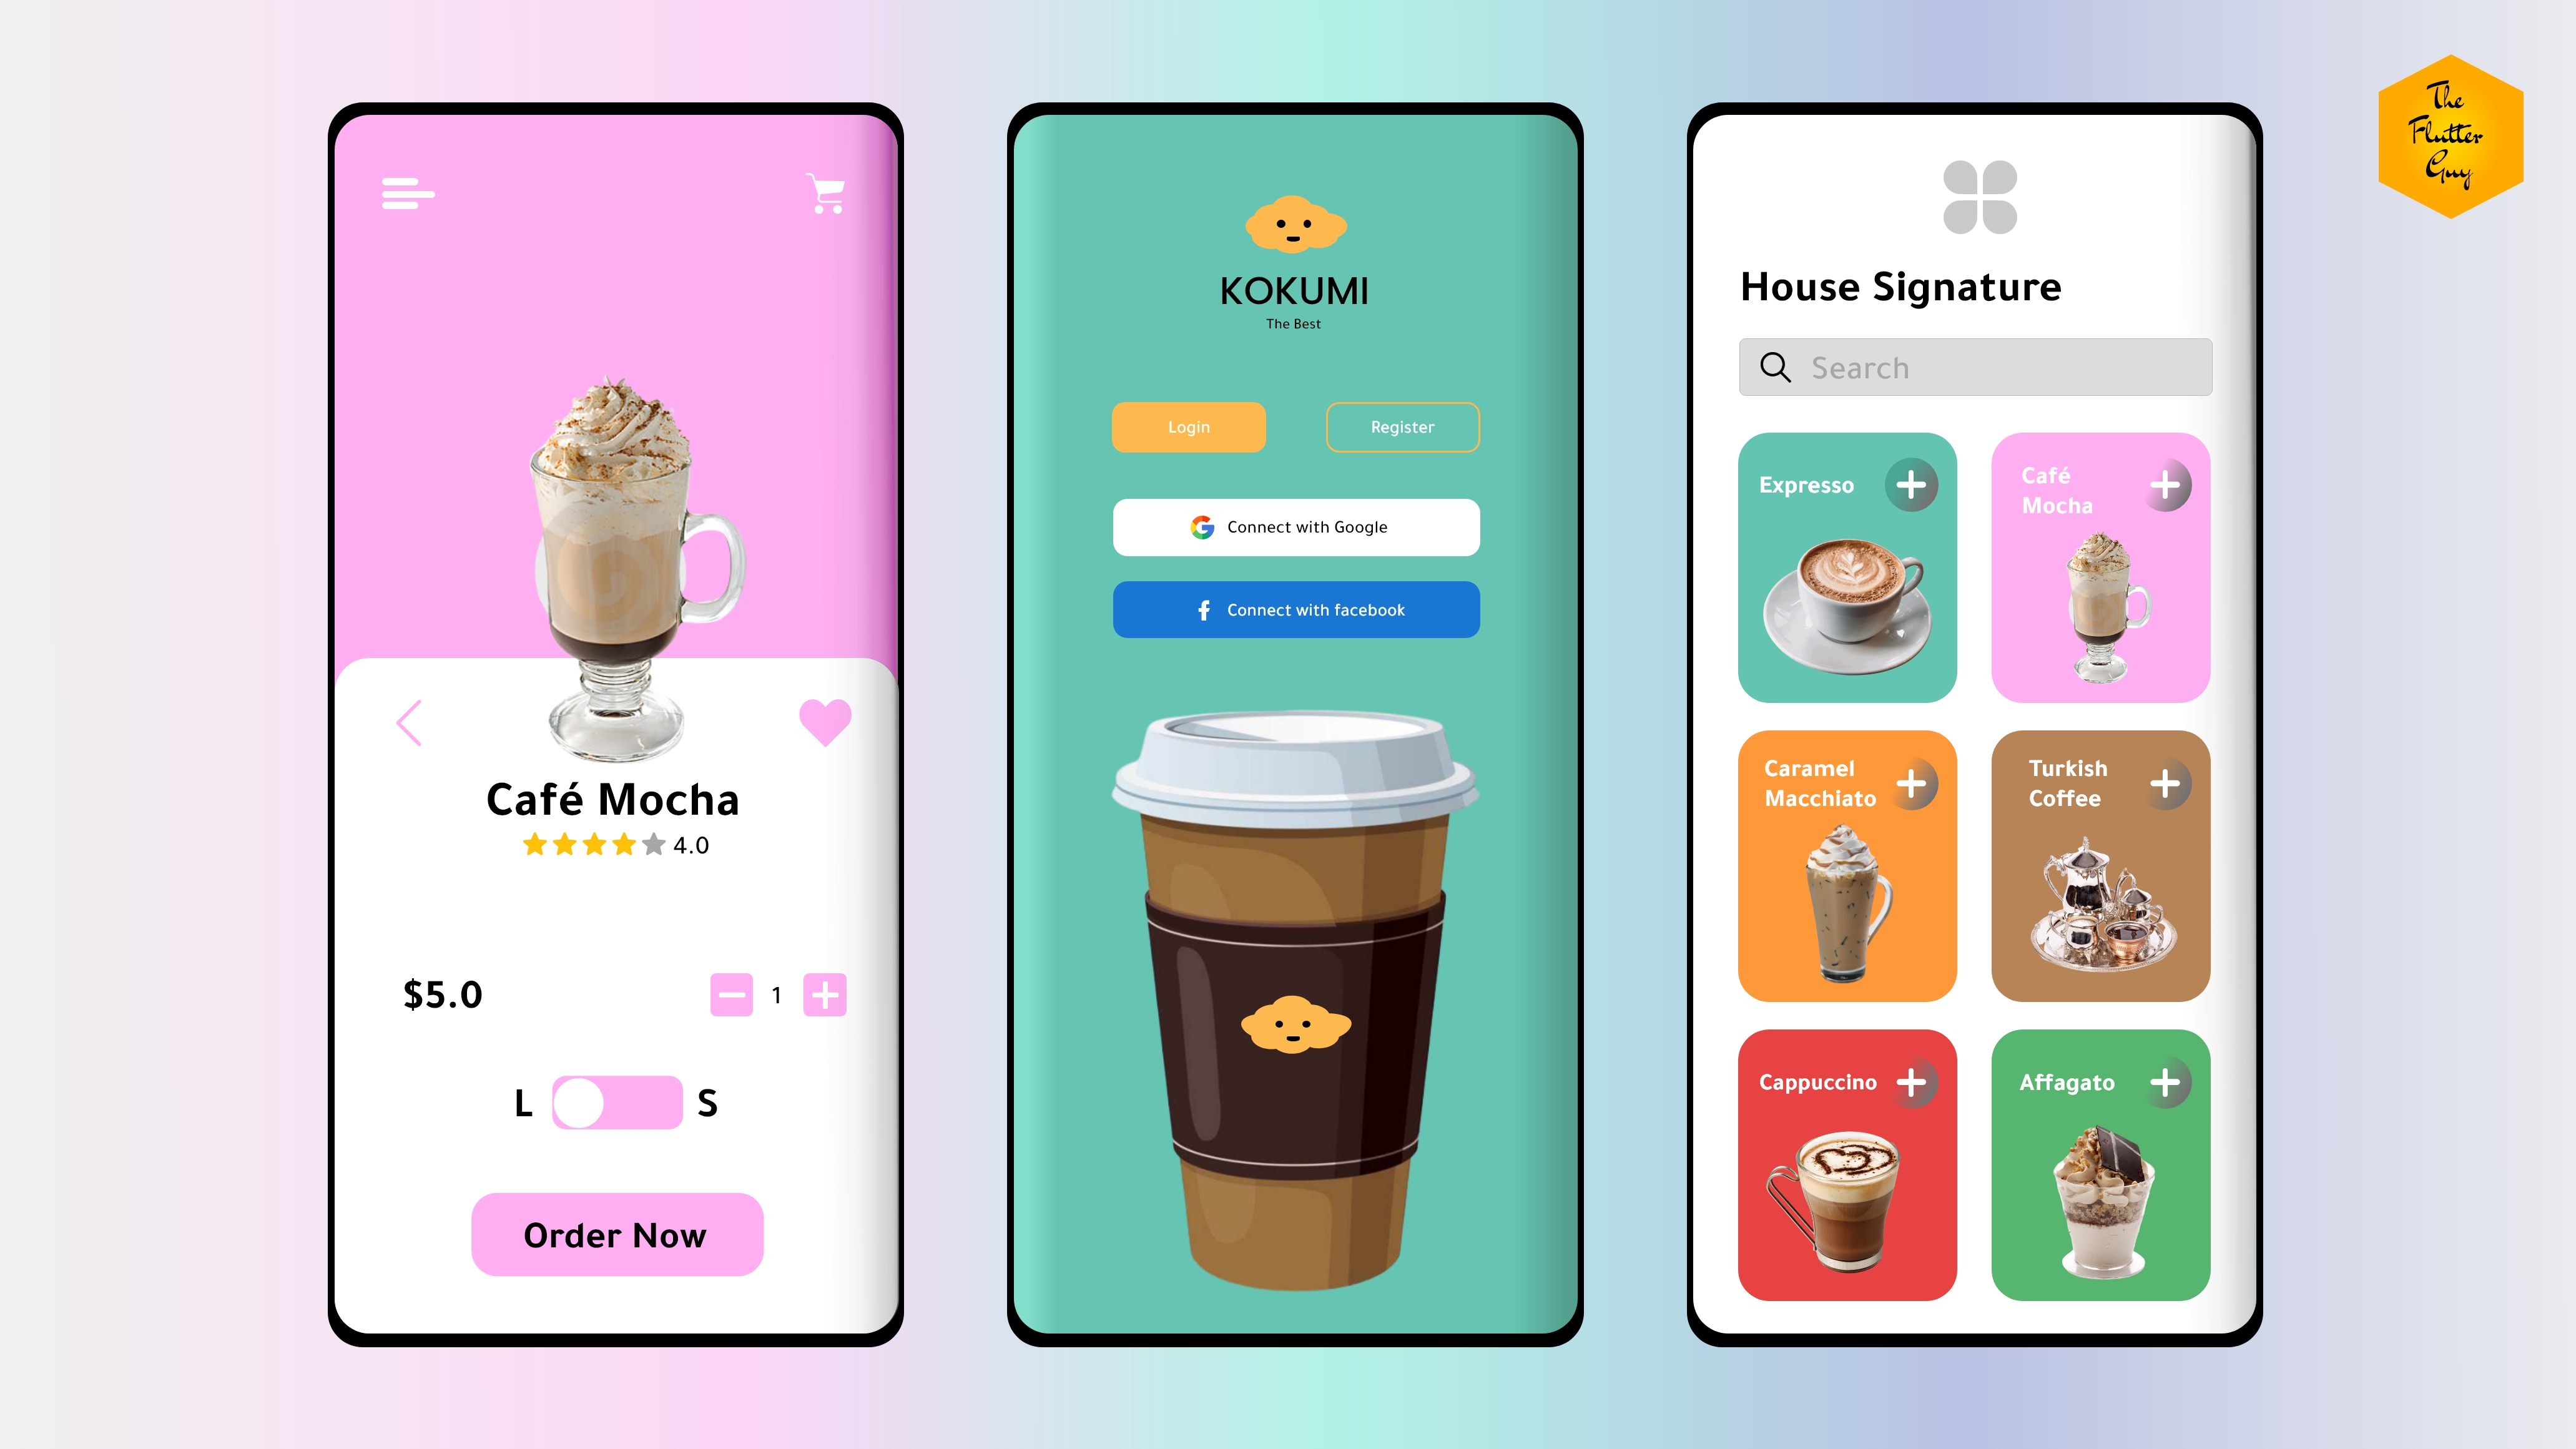 Café Mocha
4.0
$5.0
1
L
S
Order Now
KOKUMI
The Best
Login
Register
Connect with Google
Connect with facebook
House Signature
Search
Expresso
Café
Mocha
Caramel
Macchiato
Turkish
Coffee
Cappuccino
Affagato
The
Flutter
Guy